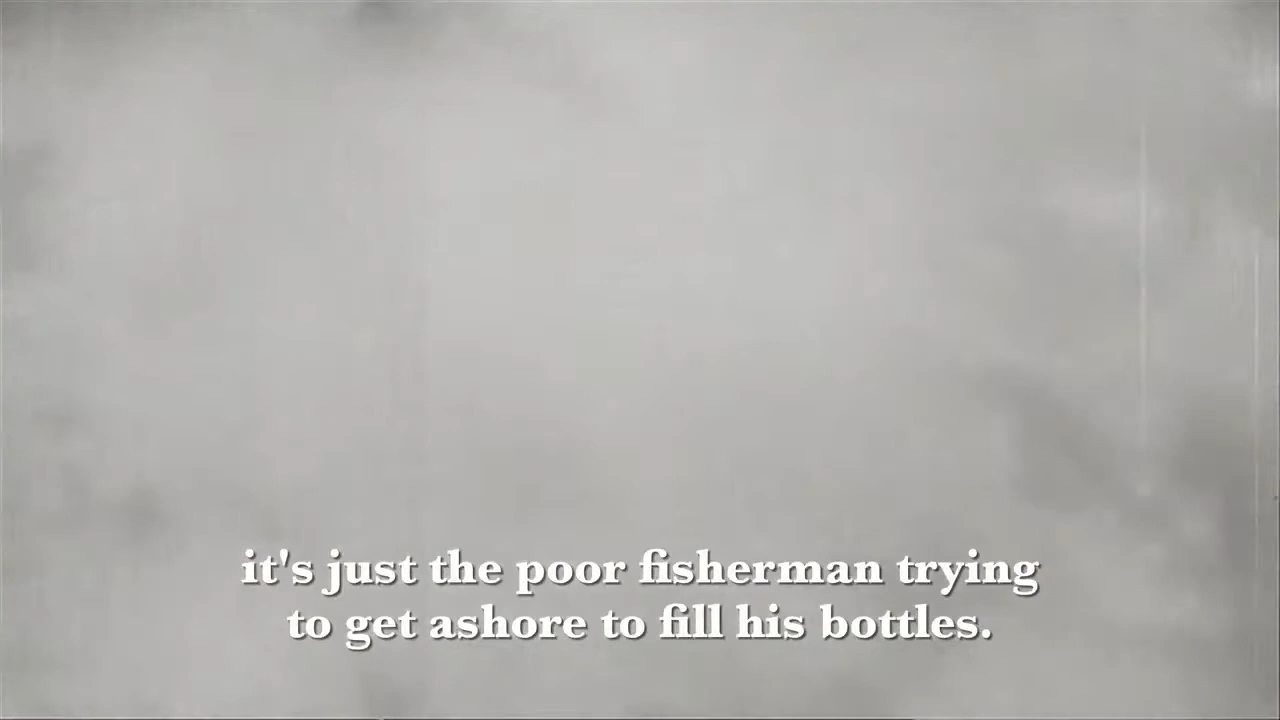 it's just the poor fisherman trying
to get ashore to fill his bottles.